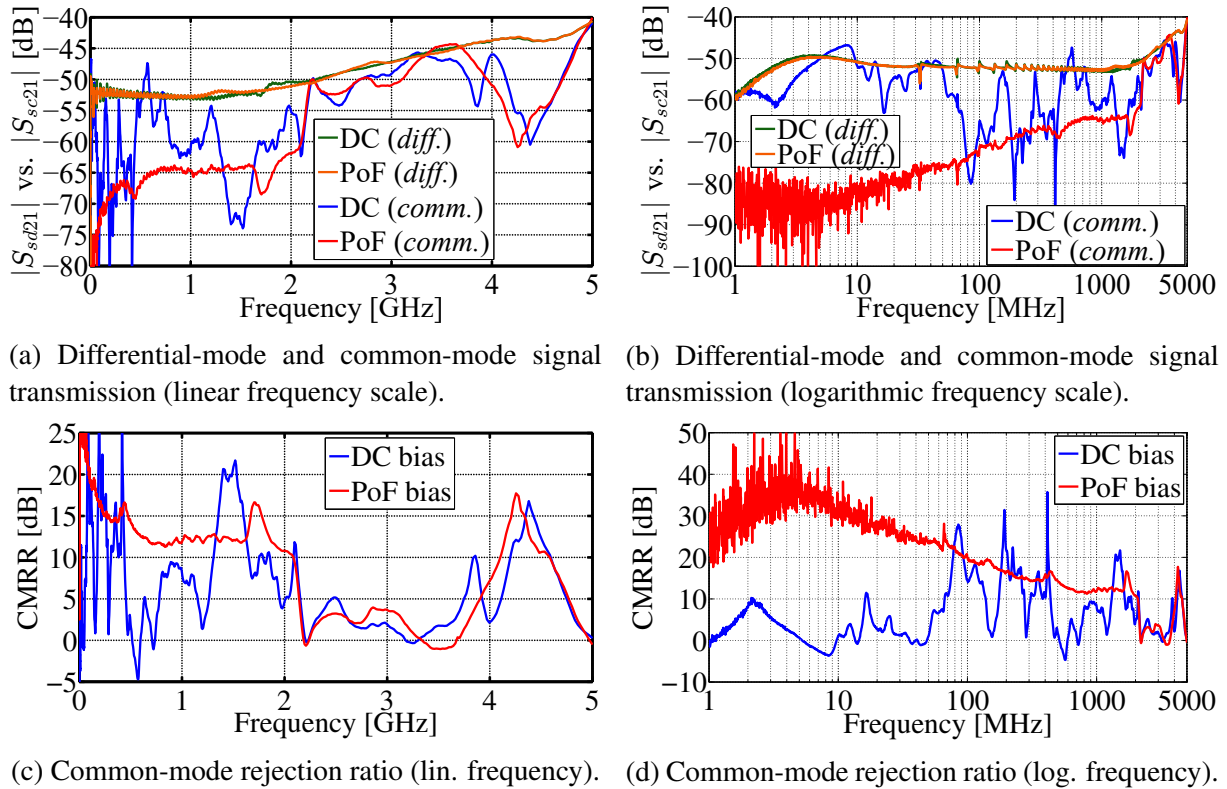 −40
−45
−50
−55
−60
−65
−70
−75
−80
|Ssd21| vs. |Ssc21| [dB]
DC (diff.)
PoF (diff.)
DC (comm.)
PoF (comm.)
0 1 2 3 4 5
Frequency [GHz]
(a) Differential-mode and common-mode signal
transmission (linear frequency scale).
−40
−50
−60
−70
−80
−90
−100
|Ssd21| vs. |Ssc21| [dB]
DC (diff.)
PoF (diff.)
DC (comm.)
PoF (comm.)
1 10 100 1000 5000
Frequency [MHz]
(b) Differential-mode and common-mode signal
transmission (logarithmic frequency scale).
25
20
15
10
5
0
−5
CMRR [dB]
DC bias
PoF bias
0 1 2 3 4 5
Frequency [GHz]
(c) Common-mode rejection ratio (lin. frequency).
50
40
30
20
10
0
−10
CMRR [dB]
DC bias
PoF bias
1 10 100 1000 5000
Frequency [MHz]
(d) Common-mode rejection ratio (log. frequency).